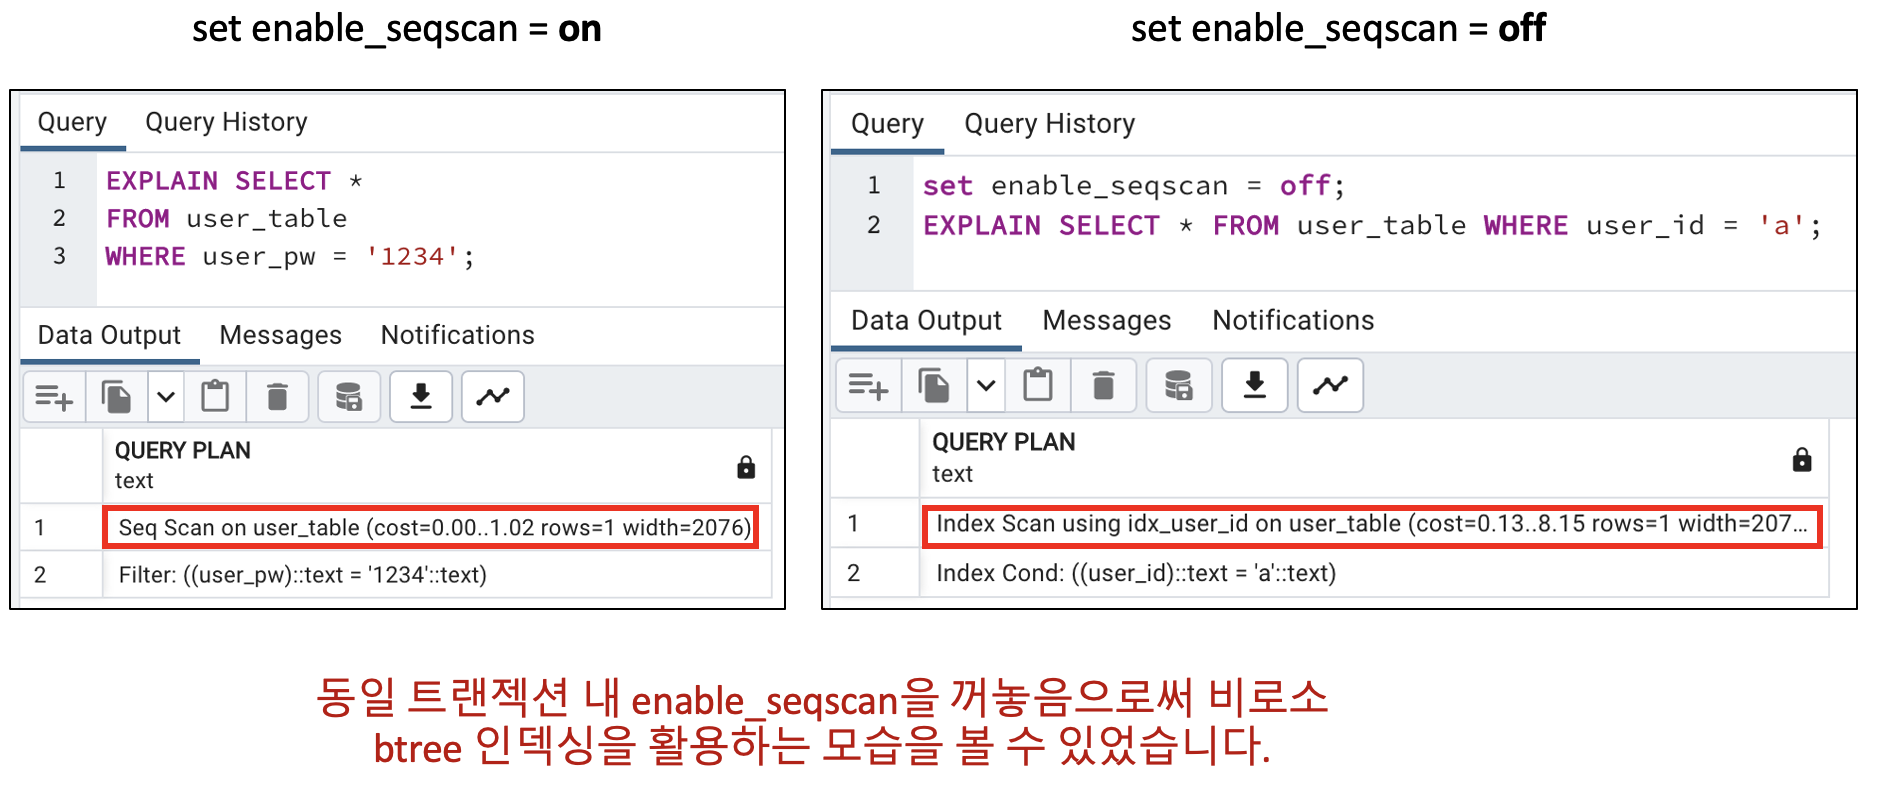 set enable_seqscan = on
Query Query History
1 EXPLAIN SELECT *
2 FROM user_table
3 WHERE user_pw = '1234';
Data Output Messages Notifications
QUERY PLAN
text
1 Seq Scan on user_table (cost=0.00..1.02 rows=1 width=2076)
2 Filter: ((user_pw)::text = '1234'::text)
set enable_seqscan = off
Query Query History
1 set enable_seqscan = off;
2 EXPLAIN SELECT * FROM user_table WHERE user_id = 'a';
Data Output Messages Notifications
QUERY PLAN
text
1 Index Scan using idx_user_id on user_table (cost=0.13..8.15 rows=1 width=207...
2 Index Cond: ((user_id)::text = 'a'::text)
동일 트랜젝션 내 enable_seqscan을 꺼놓음으로써 비로소
btree 인덱싱을 활용하는 모습을 볼 수 있었습니다.